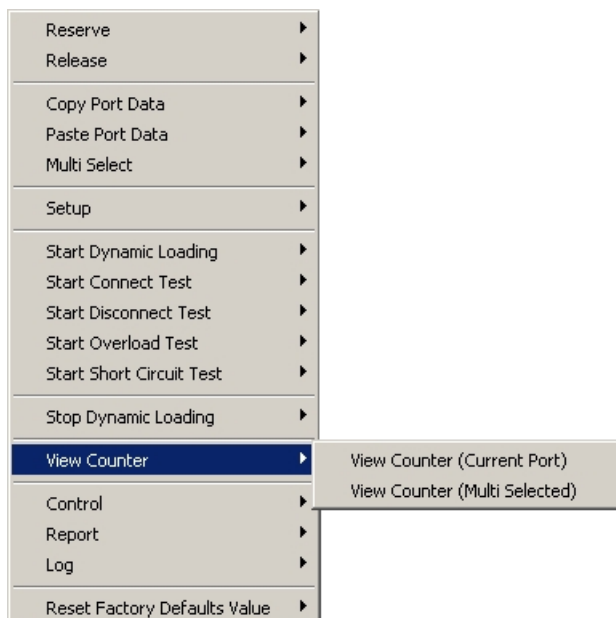 Reserve
Release
Copy Port Data
Paste Port Data
Multi Select
Setup
Start Dynamic Loading
Start Connect Test
Start Disconnect Test
Start Overload Test
Start Short Circuit Test
Stop Dynamic Loading
View Counter
View Counter (Current Port)
View Counter (Multi Selected)
Control
Report
Log
Reset Factory Defaults Value